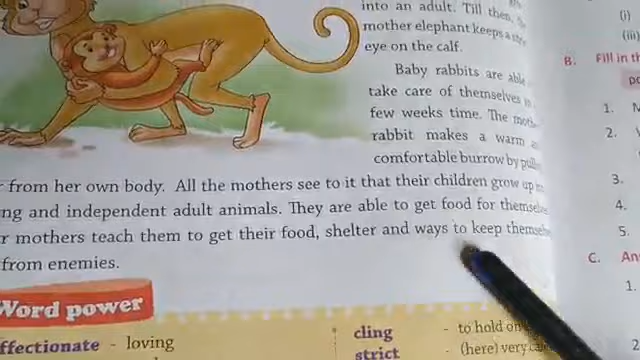 into an adult. Till then,
mother elephant keeps a
eye on the calf.
Baby rabbits are able
take care of themselves
few weeks time. The
rabbit makes a warm
comfortable burrow by
from her own body. All the mothers see to it that their children grow up
and independent adult animals. They are able to get food for
mothers teach them to get their food, shelter and ways to keep
from enemies.
Word power
ffectionate - loving
cling - to hold on
strict - (here) very
(i)
(iii)
B. Fill in th
1.
2.
3.
4.
5.
C. An
1.
2